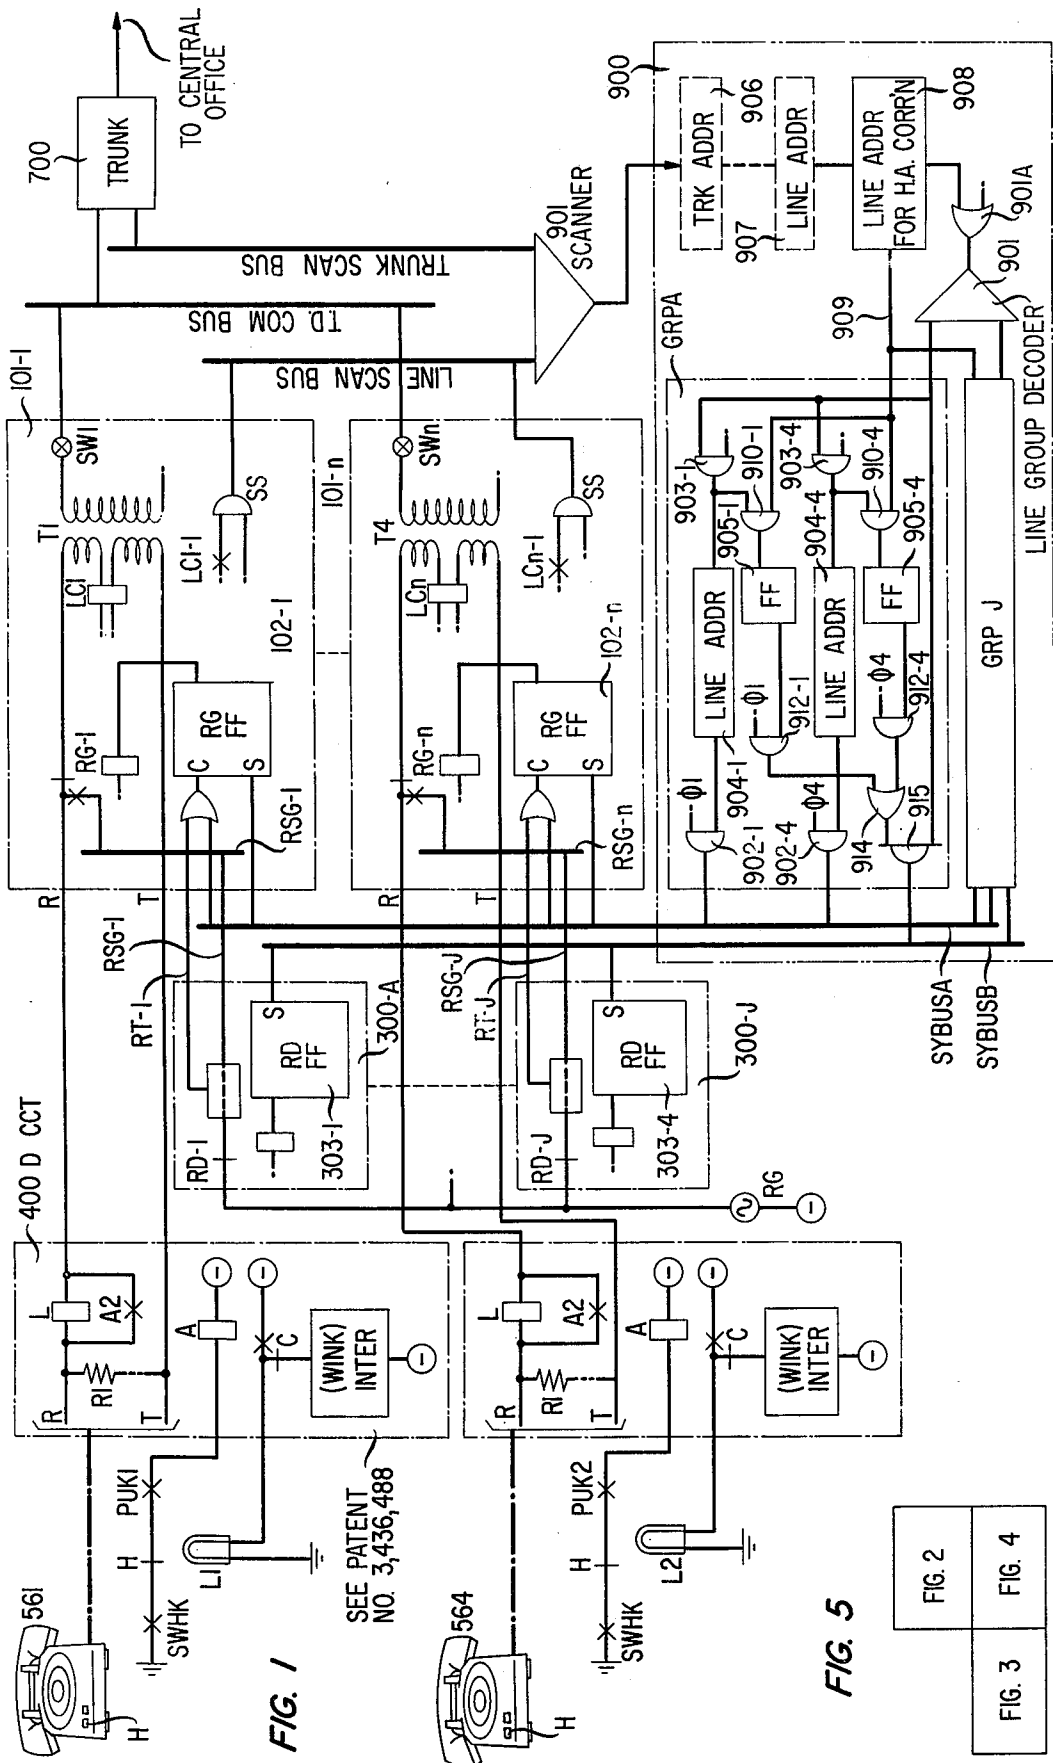 561
H
FIG. 1
SWHK
H
PUK1
L1
SEE PATENT
NO. 3,436,488
400 D CCT
R
T
R1
L
A2
A
C
(WINK)
INTER
564
H
SWHK
H
PUK2
L2
R
T
R1
L
A2
A
C
(WINK)
INTER
RG
FIG. 5
FIG. 2
FIG. 3
FIG. 4
RD-1
RD
FF
S
303-1
300-A
RT-1
RSG-1
RD-J
RD
FF
S
303-4
300-J
RT-J
RSG-J
SYBUSA
SYBUSB
101-1
R
T
RSG-1
RG-1
C
S
RG
FF
102-1
LC1
T1
SW1
LC1-1
SS
101-n
R
T
RSG-n
RG-n
C
S
RG
FF
102-n
LCn
T4
SWn
LCn-1
SS
LINE SCAN BUS
T.D. COM BUS
TRUNK SCAN BUS
700
TRUNK
TO CENTRAL
OFFICE
901
SCANNER
900
TRK ADDR
906
LINE ADDR
907
LINE ADDR
FOR H.A. CORR'N
908
909
901A
901
LINE GROUP DECODER
GRPA
903-1
910-1
903-4
910-4
905-1
904-4
905-4
LINE ADDR
FF
LINE ADDR
FF
904-1
Φ1
Φ1
912-1
Φ4
Φ4
912-4
902-1
902-4
914
915
GRP J